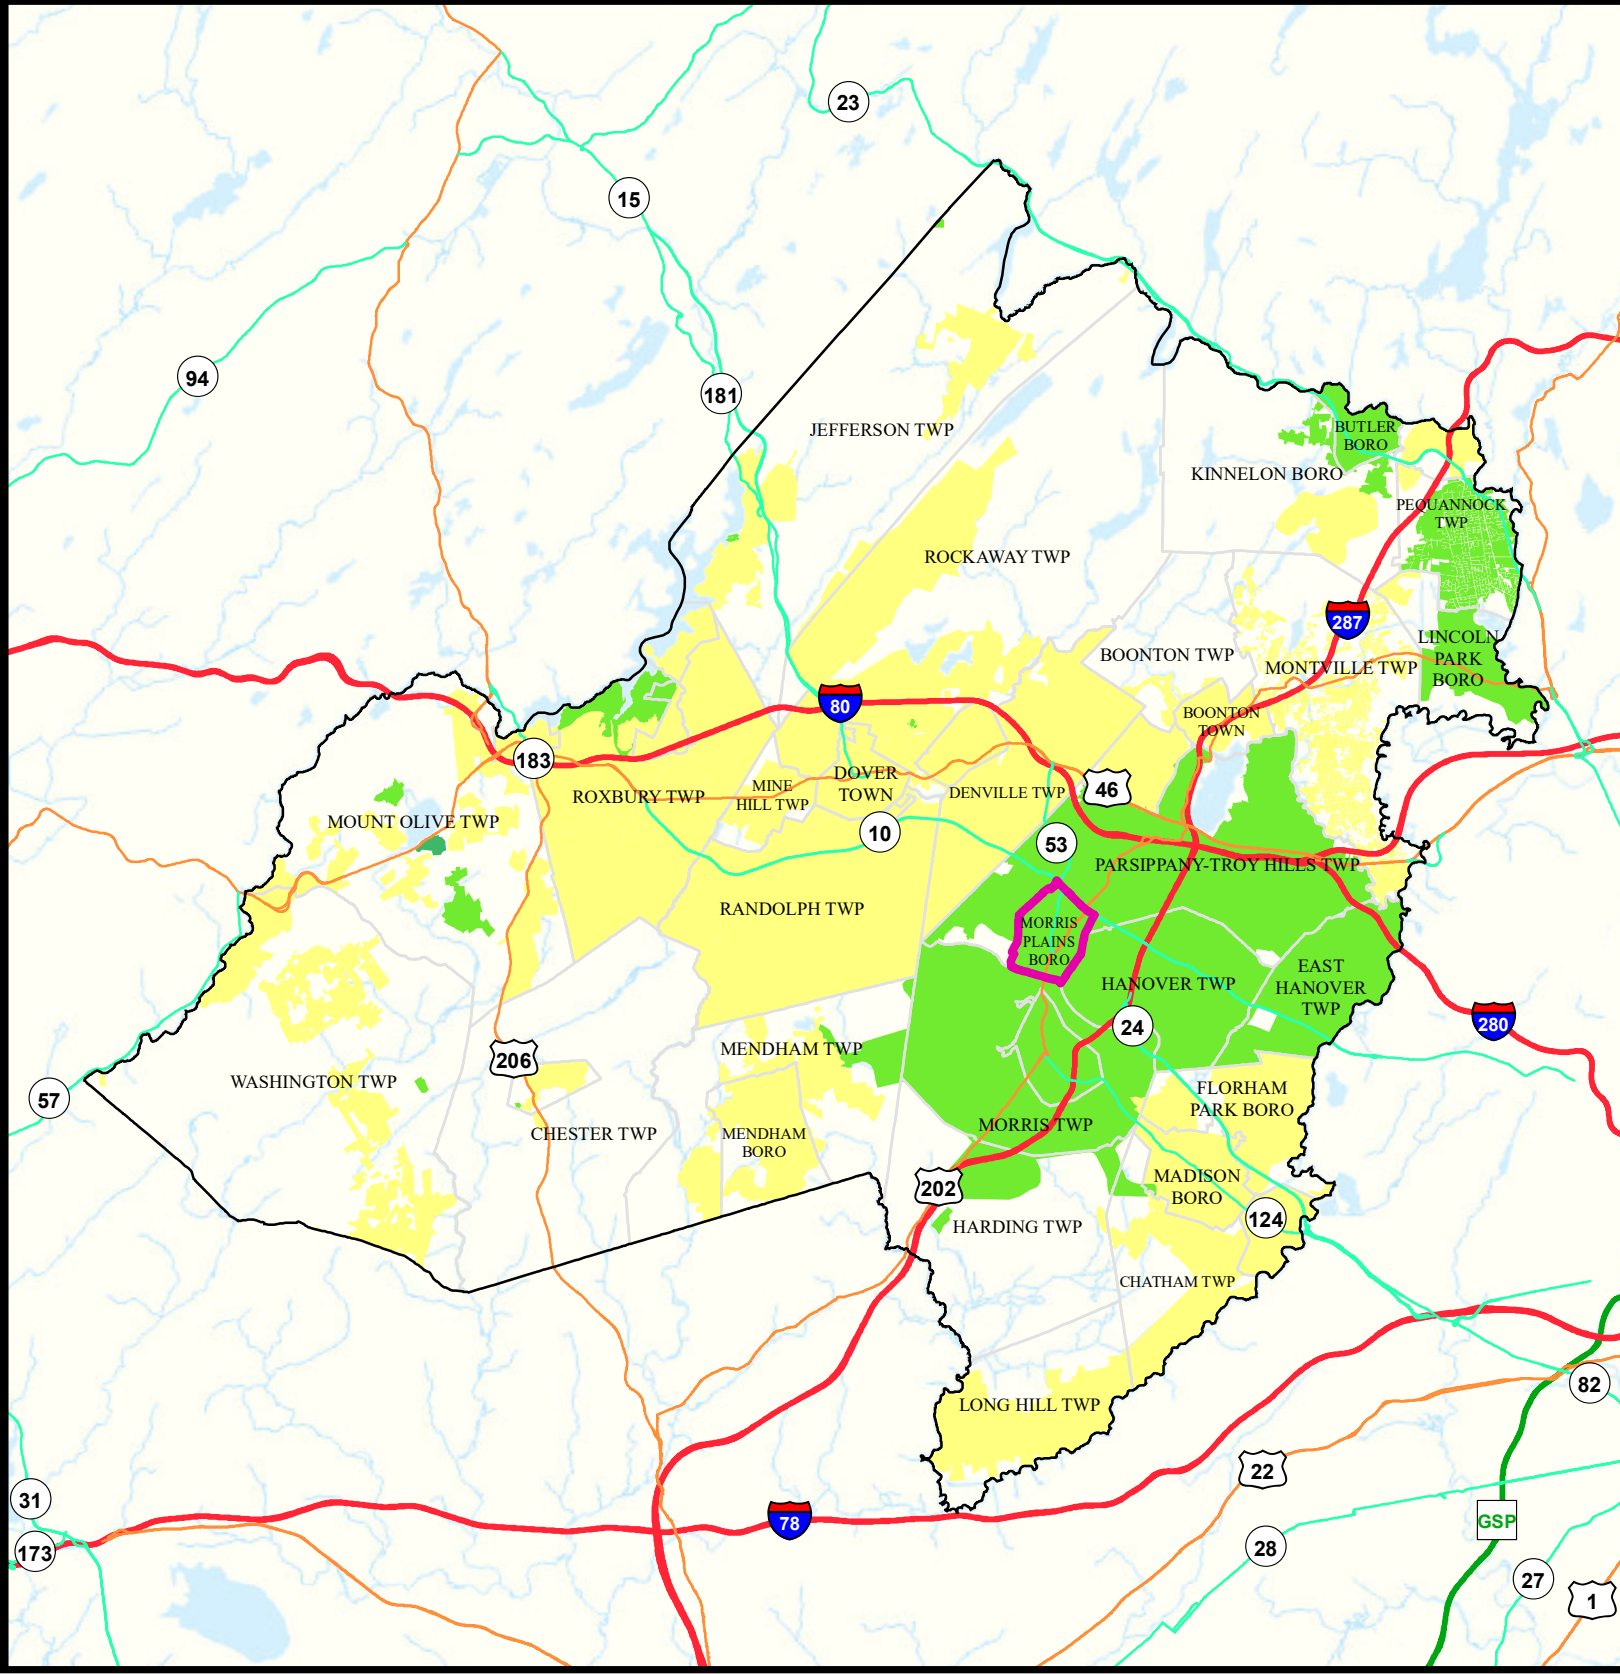 23
15
94
181
JEFFERSON TWP
BUTLER
BORO
KINNELON BORO
PEQUANNOCK
TWP
ROCKAWAY TWP
287
LINCOLN
PARK
BORO
BOONTON TWP
MONTVILLE TWP
80
BOONTON
TOWN
183
DOVER
TOWN
MINE
HILL TWP
ROXBURY TWP
DENVILLE TWP
46
MOUNT OLIVE TWP
10
53
PARSIPPANY-TROY HILLS TWP
RANDOLPH TWP
MORRIS
PLAINS
BORO
EAST
HANOVER
TWP
HANOVER TWP
24
280
MENDHAM TWP
206
WASHINGTON TWP
57
FLORHAM
PARK BORO
CHESTER TWP
MORRIS TWP
MENDHAM
BORO
MADISON
BORO
202
124
HARDING TWP
CHATHAM TWP
82
LONG HILL TWP
22
31
78
GSP
173
28
27
1